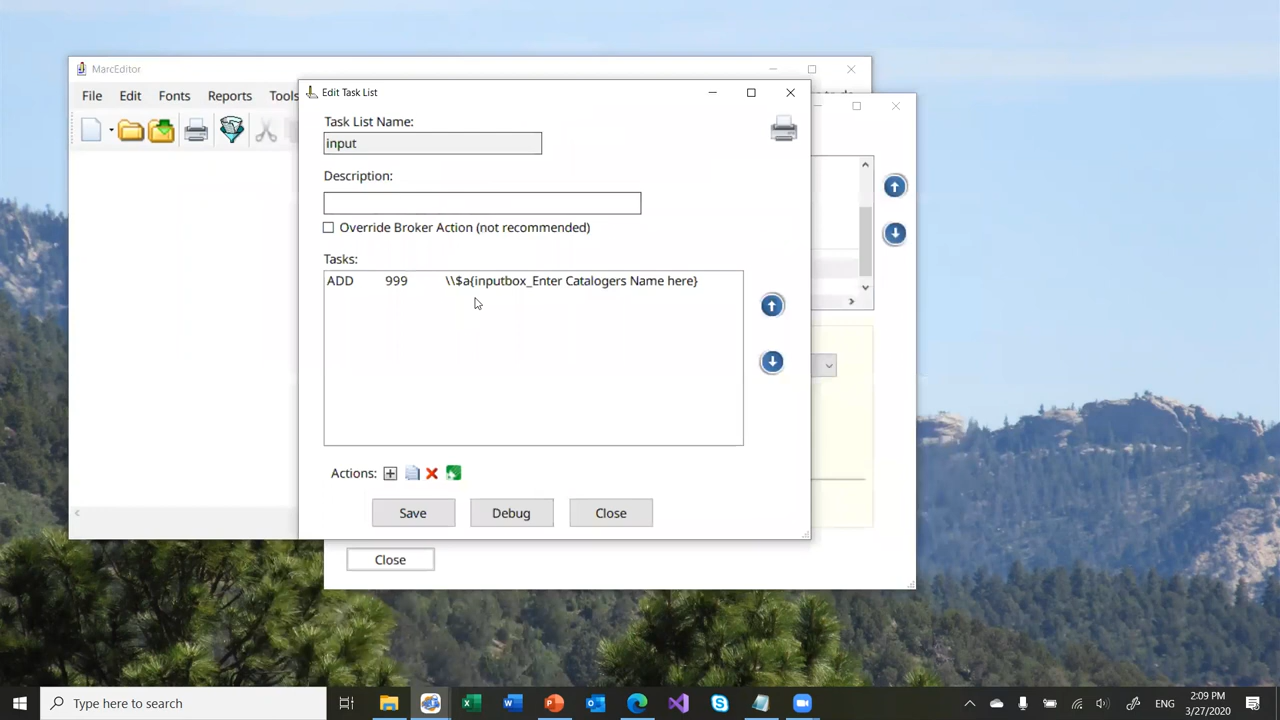 MarcEditor
File Edit Fonts Reports Tools
Edit Task List
Task List Name:
input
Description:
Override Broker Action (not recommended)
Tasks:
ADD 999 \\$a{inputbox_Enter Catalogers Name here}
Actions:
Save Debug Close
Close
Type here to search
ENG
2:09 PM
3/27/2020